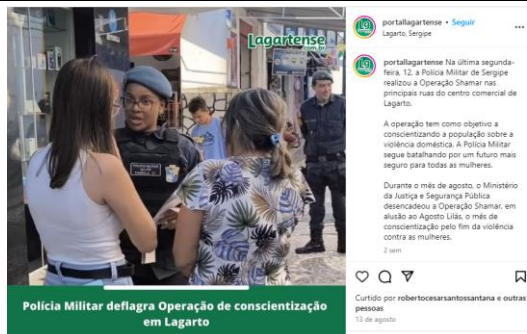 Lagartense
.com.br
Polícia Militar deflagra Operação de conscientização
em Lagarto
portallagartense • Seguir
Lagarto, Sergipe
portallagartense Na última segunda-
feira, 12, a Polícia Militar de Sergipe
realizou a Operação Shamar nas
principais ruas do centro comercial de
Lagarto.
A operação tem como objetivo a
conscientizando a população sobre a
violência doméstica. A Polícia Militar
segue batalhando por um futuro mais
seguro para todas as mulheres.
Durante o mês de agosto, o Ministério
da Justiça e Segurança Pública
desencadeou a Operação Shamar, em
alusão ao Agosto Lilás, o mês de
conscientização pelo fim da violência
contra as mulheres.
2 sem
Curtido por robertocesarsantossantana e outras
pessoas
13 de agosto